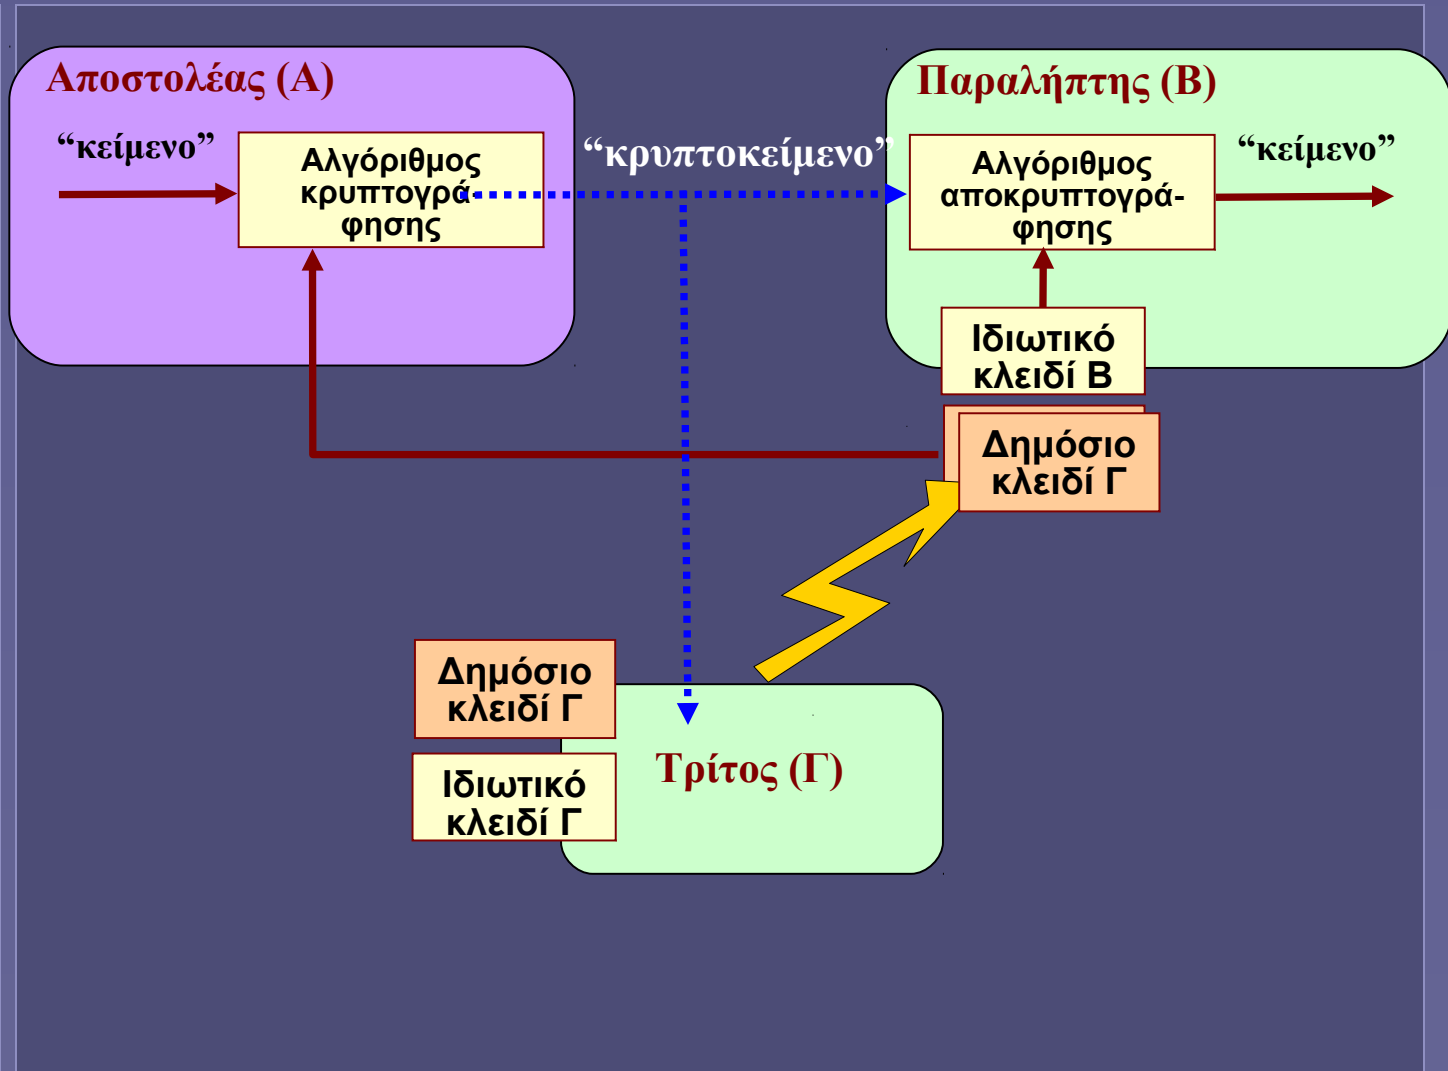 Αποστολέας (Α)
“κείμενο”
Αλγόριθμος
κρυπτογρά-
φησης
“κρυπτοκείμενο”
Παραλήπτης (Β)
Αλγόριθμος
αποκρυπτογρά-
φησης
“κείμενο”
Ιδιωτικό
κλειδί Β
Δημόσιο
κλειδί Γ
Δημόσιο
κλειδί Γ
Ιδιωτικό
κλειδί Γ
Τρίτος (Γ)